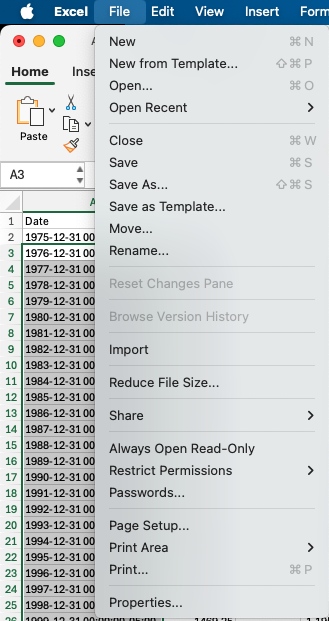 Excel File Edit View Insert Form
New ⌘ N
New from Template... ⇧⌘ P
Open... ⌘ O
Open Recent
Close ⌘ W
Save ⌘ S
Save As... ⇧⌘ S
Save as Template...
Move...
Rename...
Reset Changes Pane
Browse Version History
Import
Reduce File Size...
Share
Always Open Read-Only
Restrict Permissions
Passwords...
Page Setup...
Print Area
Print... ⌘ P
Properties...
Home Inse
Paste
A3
A
1 Date
2 1975-12-31 00
3 1976-12-31 00
4 1977-12-31 00
5 1978-12-31 00
6 1979-12-31 00
7 1980-12-31 00
8 1981-12-31 00
9 1982-12-31 00
10 1983-12-31 00
11 1984-12-31 00
12 1985-12-31 00
13 1986-12-31 00
14 1987-12-31 00
15 1988-12-31 00
16 1989-12-31 00
17 1990-12-31 00
18 1991-12-31 00
19 1992-12-31 00
20 1993-12-31 00
21 1994-12-31 00
22 1995-12-31 00
23 1996-12-31 00
24 1997-12-31 00
25 1998-12-31 00